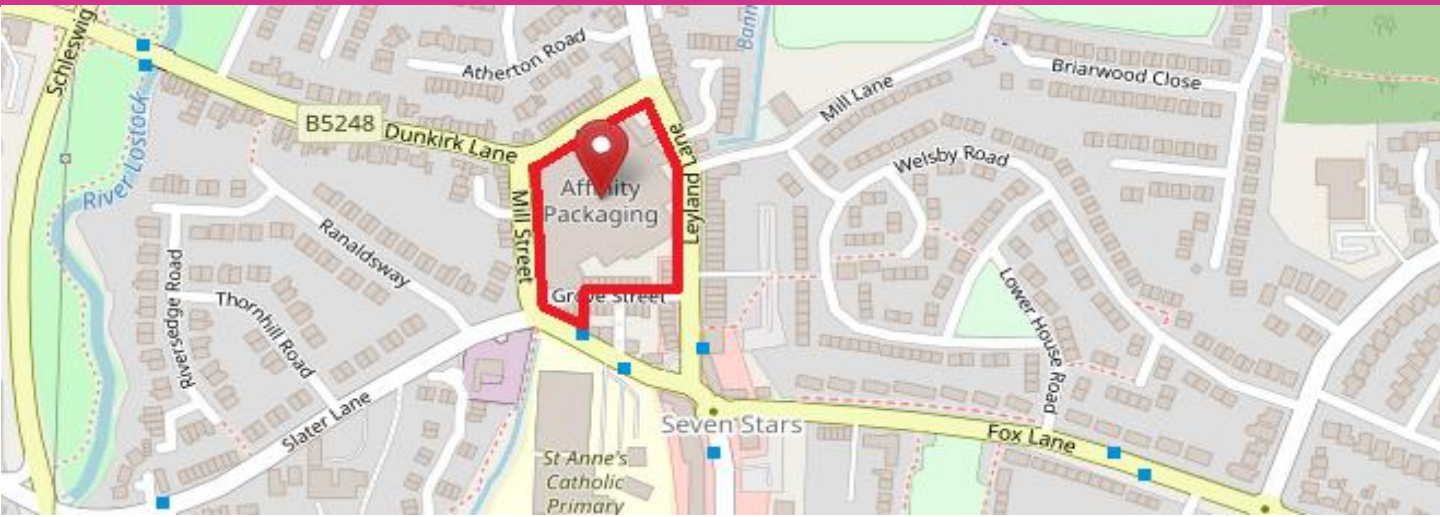 Schleswig
Atherton Road
Bann
Briarwood Close
Mill Lane
River Lostock
B5248
Dunkirk Lane
Leyland Lane
Welsby Road
Affinity
Packaging
Mill Street
Ranaldsway
Riversedge Road
Thornhill Road
Grove Street
Lower House Road
Slater Lane
Seven Stars
Fox Lane
St Anne's
Catholic
Primary